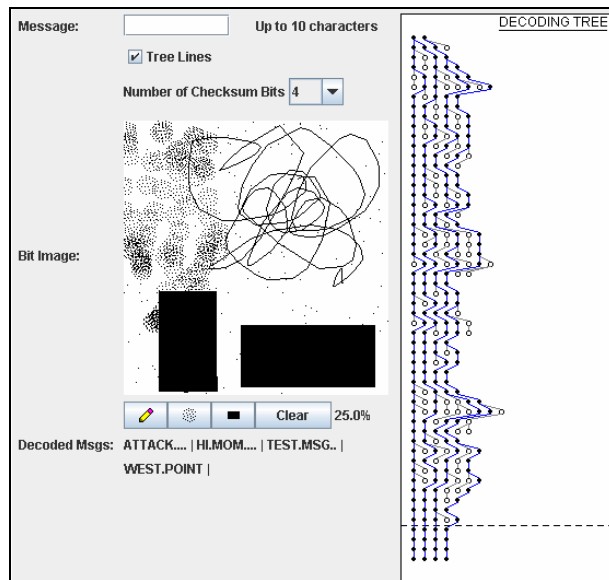 DECODING TREE
Message: Up to 10 characters
Tree Lines
Number of Checksum Bits 4
Bit Image:
Clear 25.0%
Decoded Msgs: ATTACK.... | HI.MOM.... | TEST.MSG.. |
WEST.POINT |